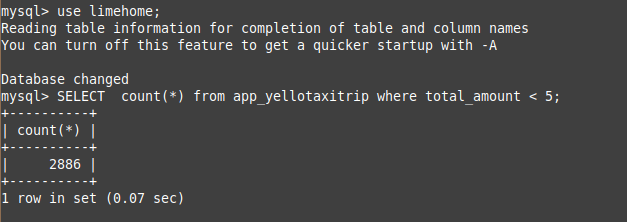 mysql> use limehome;
Reading table information for completion of table and column names
You can turn off this feature to get a quicker startup with -A

Database changed
mysql> SELECT  count(*) from app_yellotaxitrip where total_amount < 5;
+----------+
| count(*) |
+----------+
|     2886 |
+----------+
1 row in set (0.07 sec)